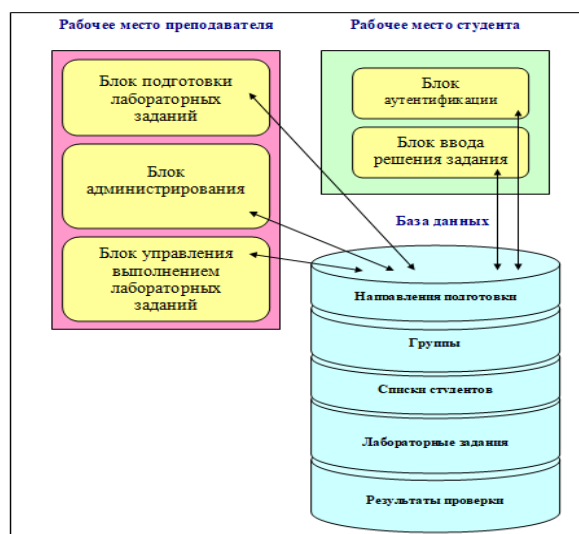 Рабочее место преподавателя
Рабочее место студента
Блок подготовки
лабораторных
заданий
Блок
администрирования
Блок управления
выполнением
лабораторных
заданий
Блок
аутентификации
Блок ввода
решения задания
База данных
Направления подготовки
Группы
Списки студентов
Лабораторные задания
Результаты проверки